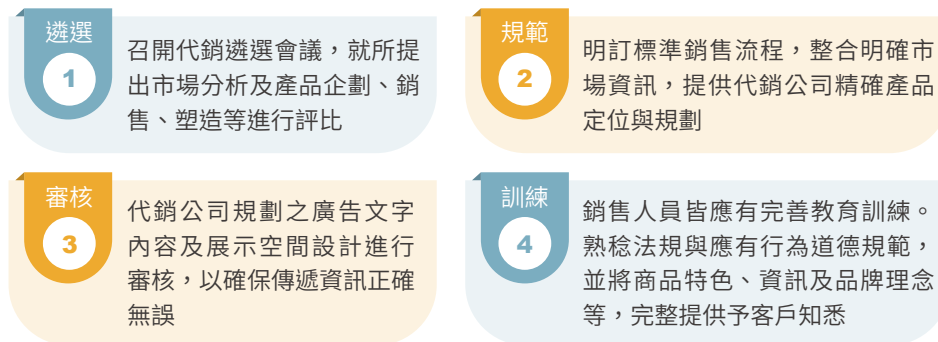 遴選
1
召開代銷遴選會議，就所提
出市場分析及產品企劃、銷
售、塑造等進行評比
規範
2
明訂標準銷售流程，整合明確市
場資訊，提供代銷公司精確產品
定位與規劃
審核
3
代銷公司規劃之廣告文字
內容及展示空間設計進行
審核，以確保傳遞資訊正確
無誤
訓練
4
銷售人員皆應有完善教育訓練。
熟稔法規與應有行為道德規範，
並將商品特色、資訊及品牌理念
等，完整提供予客戶知悉